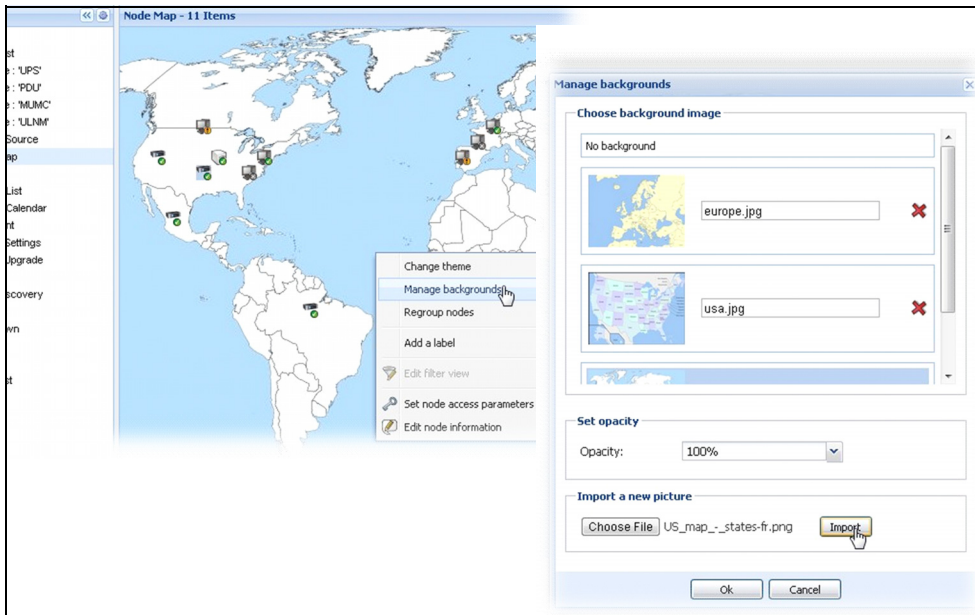 Node Map - 11 Items
st
e : 'UPS'
e : 'PDU'
e : 'MUMC'
e : 'ULNM'
Source
ap
List
Calendar
nt
Settings
Upgrade
scovery
wn
st
Change theme
Manage backgrounds
Regroup nodes
Add a label
Edit filter view
Set node access parameters
Edit node information
Manage backgrounds
Choose background image
No background
europe.jpg
usa.jpg
Set opacity
Opacity: 100%
Import a new picture
Choose File US_map_-_states-fr.png Import
Ok Cancel